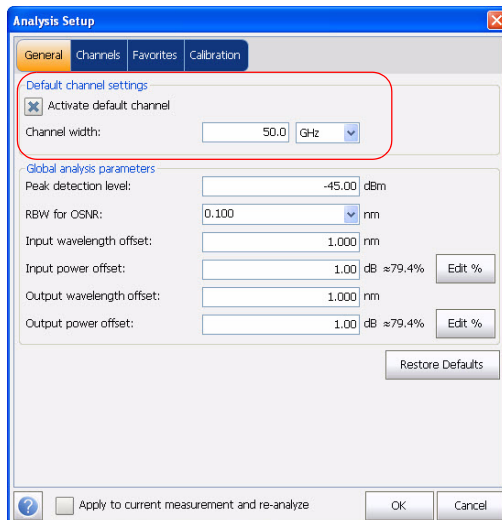 Analysis Setup
General Channels Favorites Calibration
Default channel settings
Activate default channel
Channel width: 50.0 GHz
Global analysis parameters
Peak detection level: -45.00 dBm
RBW for OSNR: 0.100 nm
Input wavelength offset: 1.000 nm
Input power offset: 1.00 dB ≈79.4% Edit %
Output wavelength offset: 1.000 nm
Output power offset: 1.00 dB ≈79.4% Edit %
Restore Defaults
? Apply to current measurement and re-analyze OK Cancel